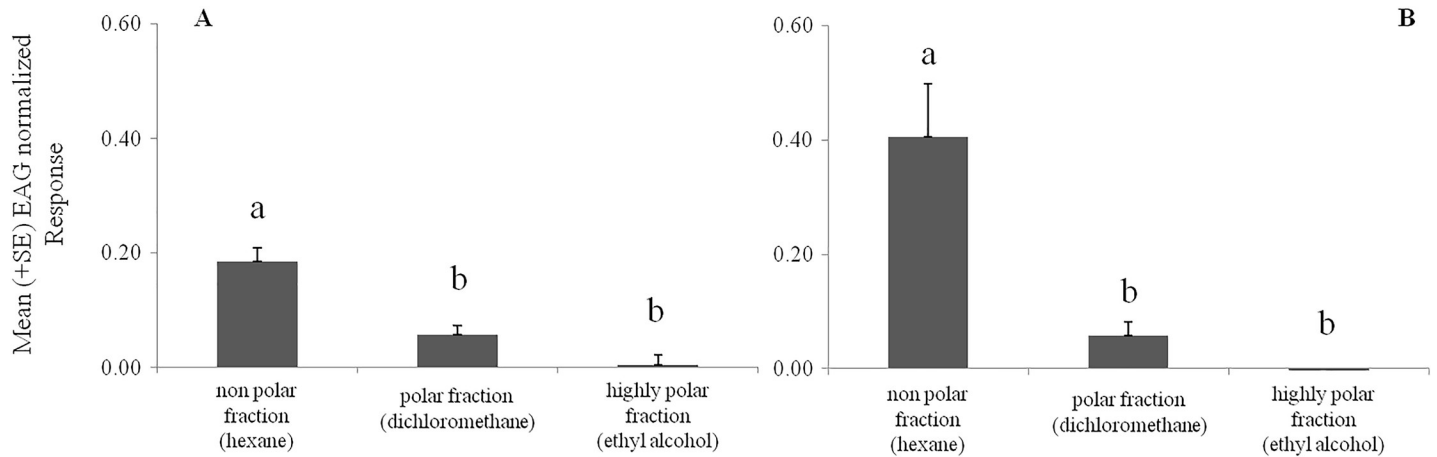 Mean (+SE) EAG normalized
Response
A
0.60
0.40
0.20
0.00
a
b
b
non polar
fraction
(hexane)
polar fraction
(dichloromethane)
highly polar
fraction
(ethyl alcohol)
B
0.60
0.40
0.20
0.00
a
b
b
non polar
fraction
(hexane)
polar fraction
(dichloromethane)
highly polar
fraction
(ethyl alcohol)